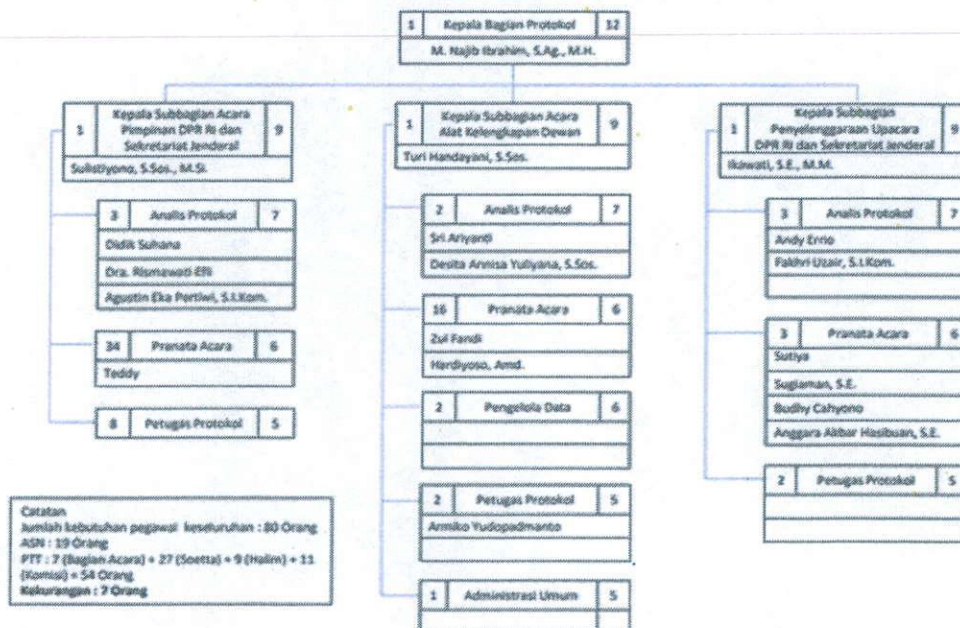 1 Kepala Bagian Protokol 12
M. Najib Ibrahim, S.Ag., M.H.
1 Kepala Subbagian Acara Pimpinan DPR RI dan Sekretariat Jenderal 9
Sulistiyono, S.Sos., M.Si.
3 Analis Protokol 7
Didik Suhana
Dra. Rismawati Elfi
Agustin Eka Pertiwi, S.I.Kom.
34 Pranata Acara 6
Teddy
8 Petugas Protokol 5
1 Kepala Subbagian Acara Alat Kelengkapan Dewan 9
Turi Handayani, S.Sos.
2 Analis Protokol 7
Sri Ariyanti
Desita Annisa Yuliyana, S.Sos.
16 Pranata Acara 6
Zul Fandi
Hardiyoso, Amd.
2 Pengelola Data 6
2 Petugas Protokol 5
Armiko Yudopadmanto
1 Administrasi Umum 5
1 Kepala Subbagian Penyelenggaraan Upacara DPR RI dan Sekretariat Jenderal 9
Ikawati, S.E., M.M.
3 Analis Protokol 7
Andy Errio
Fakhri Uzair, S.I.Kom.
3 Pranata Acara 6
Sutiya
Sugiaman, S.E.
Budhy Cahyono
Anggara Akbar Hasibuan, S.E.
2 Petugas Protokol 5
Catatan
Jumlah kebutuhan pegawai keseluruhan : 80 Orang
ASN : 19 Orang
PTT : 7 (Bagian Acara) + 27 (Soetta) + 9 (Halim) + 11
(Komisi) = 54 Orang
Kekurangan : 7 Orang